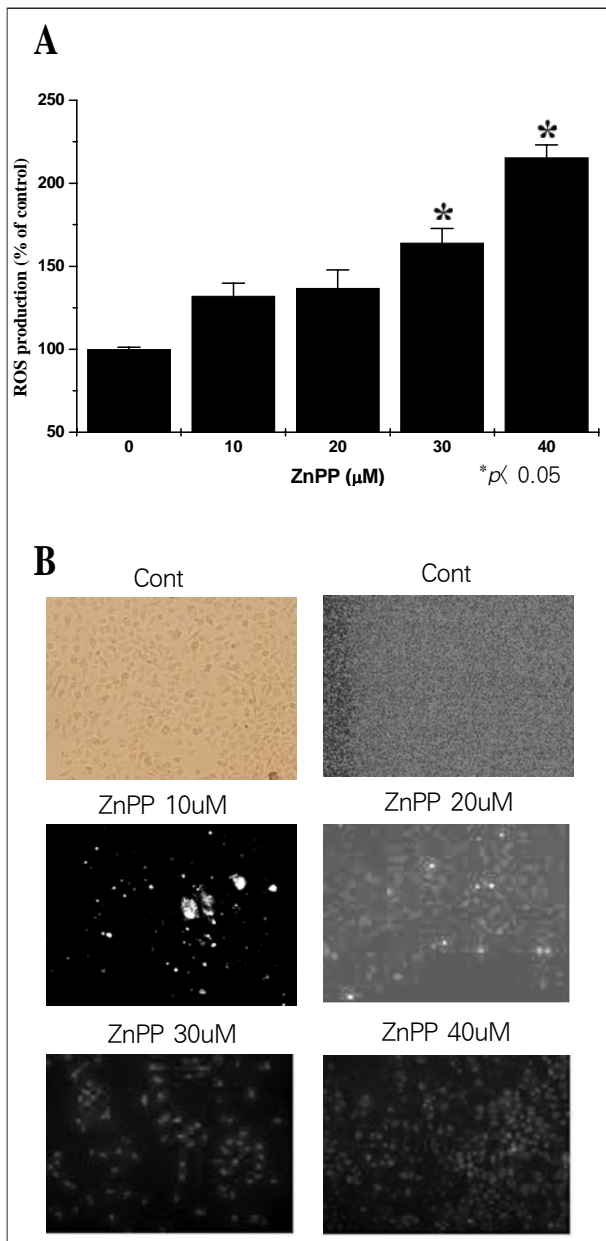 A
250
200
150
100
50
ROS production (% of control)
*
*
0 10 20 30 40
ZnPP (μM)
*p< 0.05
B
Cont Cont
ZnPP 10uM ZnPP 20uM
ZnPP 30uM ZnPP 40uM